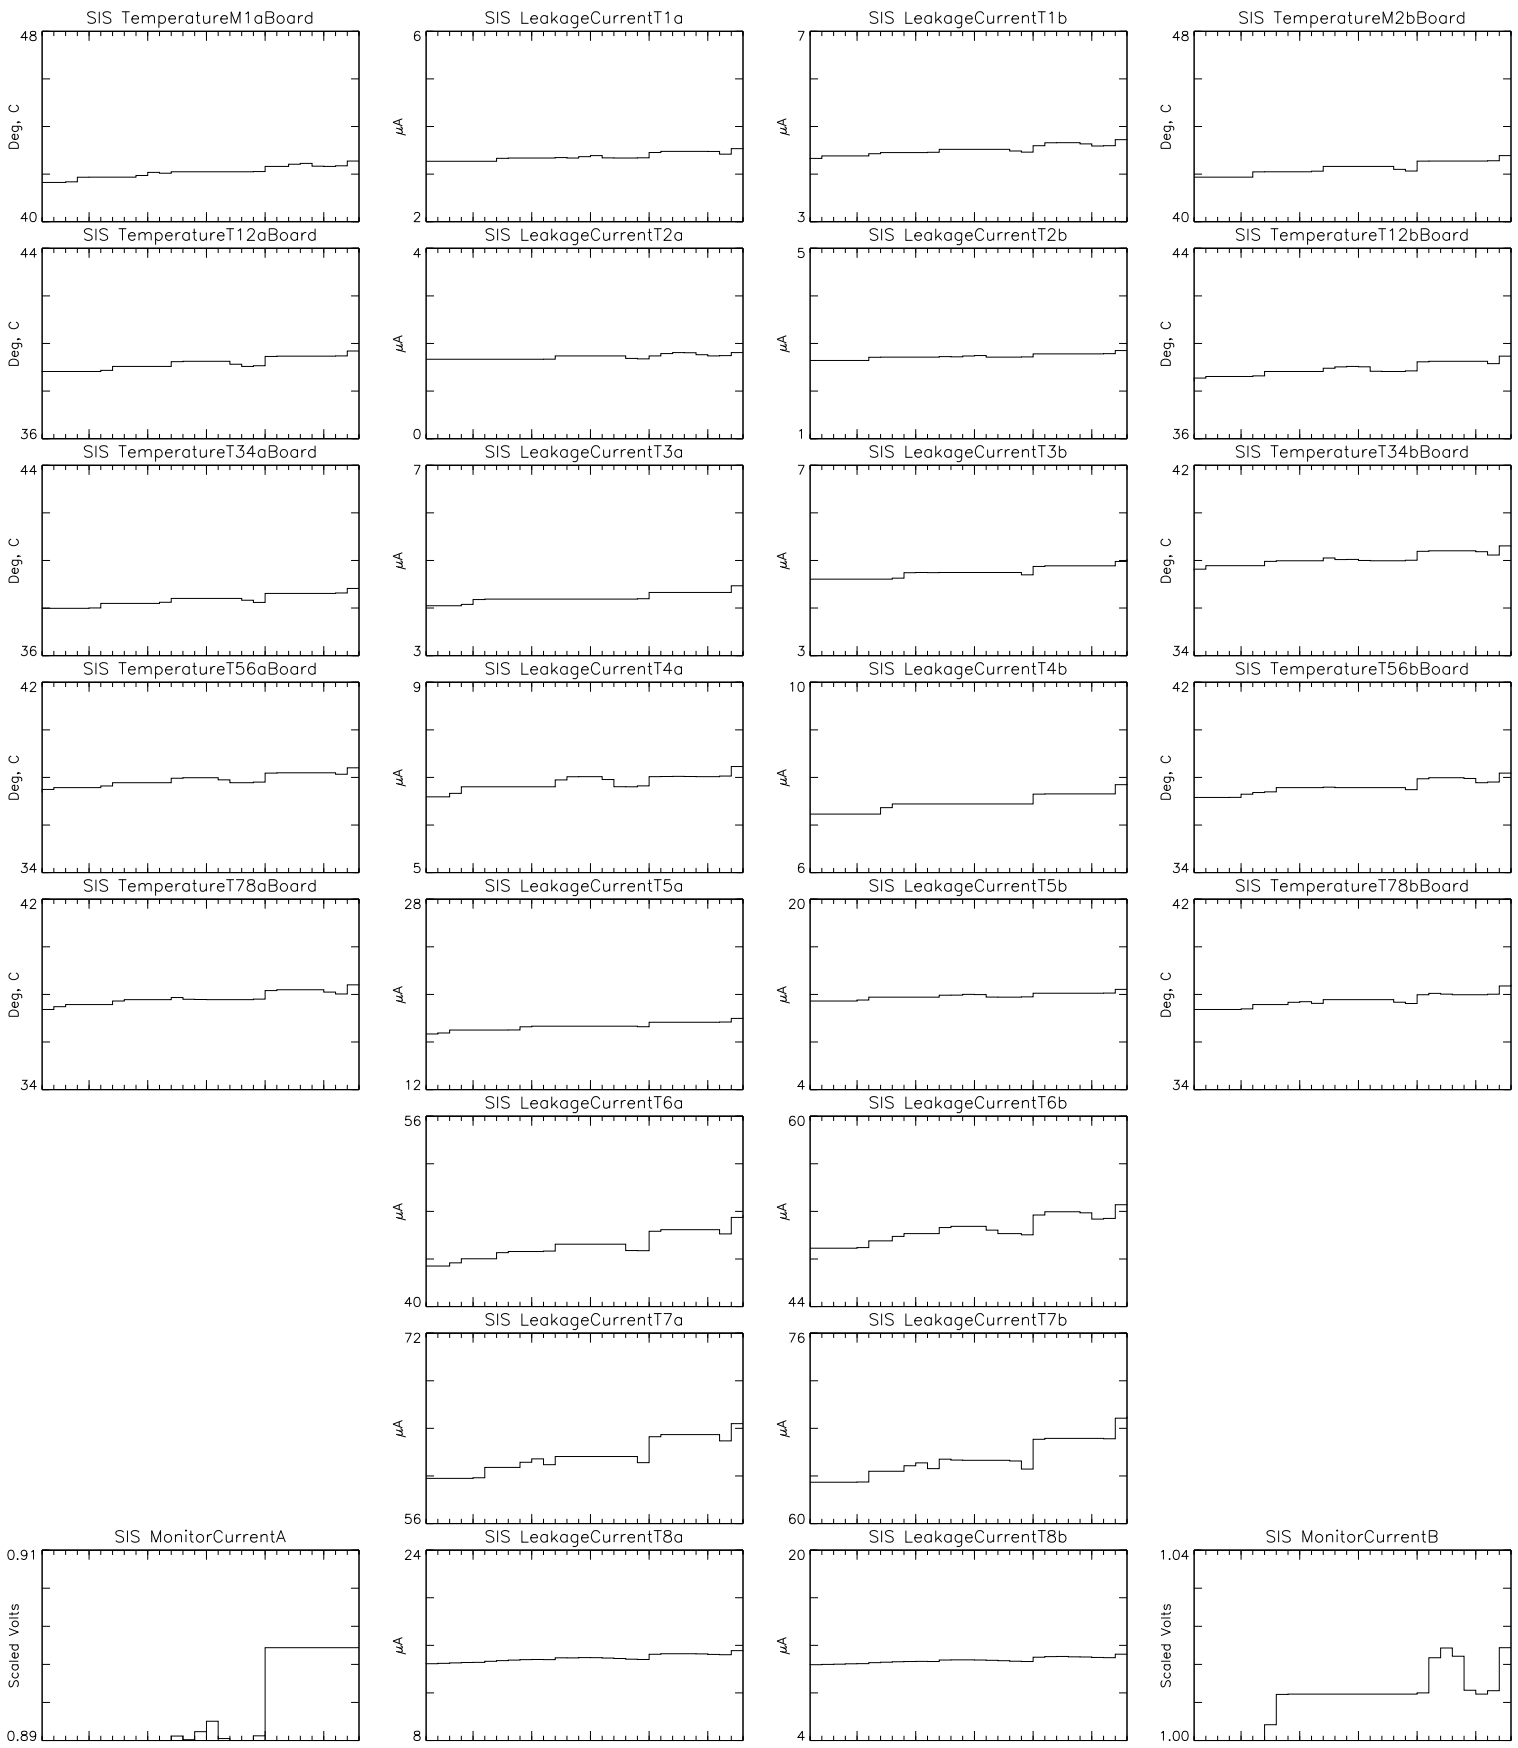 SIS TemperatureM1aBoard
48
Deg, C
40
SIS LeakageCurrentT1a
6
μA
2
SIS LeakageCurrentT1b
7
μA
3
SIS TemperatureM2bBoard
48
Deg, C
40
SIS TemperatureT12aBoard
44
Deg, C
36
SIS LeakageCurrentT2a
4
μA
0
SIS LeakageCurrentT2b
5
μA
1
SIS TemperatureT12bBoard
44
Deg, C
36
SIS TemperatureT34aBoard
44
Deg, C
36
SIS LeakageCurrentT3a
7
μA
3
SIS LeakageCurrentT3b
7
μA
3
SIS TemperatureT34bBoard
42
Deg, C
34
SIS TemperatureT56aBoard
42
Deg, C
34
SIS LeakageCurrentT4a
9
μA
5
SIS LeakageCurrentT4b
10
μA
6
SIS TemperatureT56bBoard
42
Deg, C
34
SIS TemperatureT78aBoard
42
Deg, C
34
SIS LeakageCurrentT5a
28
μA
12
SIS LeakageCurrentT5b
20
μA
4
SIS TemperatureT78bBoard
42
Deg, C
34
SIS LeakageCurrentT6a
56
μA
40
SIS LeakageCurrentT6b
60
μA
44
SIS LeakageCurrentT7a
72
μA
56
SIS LeakageCurrentT7b
76
μA
60
SIS MonitorCurrentA
0.91
Scaled Volts
0.89
SIS LeakageCurrentT8a
24
μA
8
SIS LeakageCurrentT8b
20
μA
4
SIS MonitorCurrentB
1.04
Scaled Volts
1.00